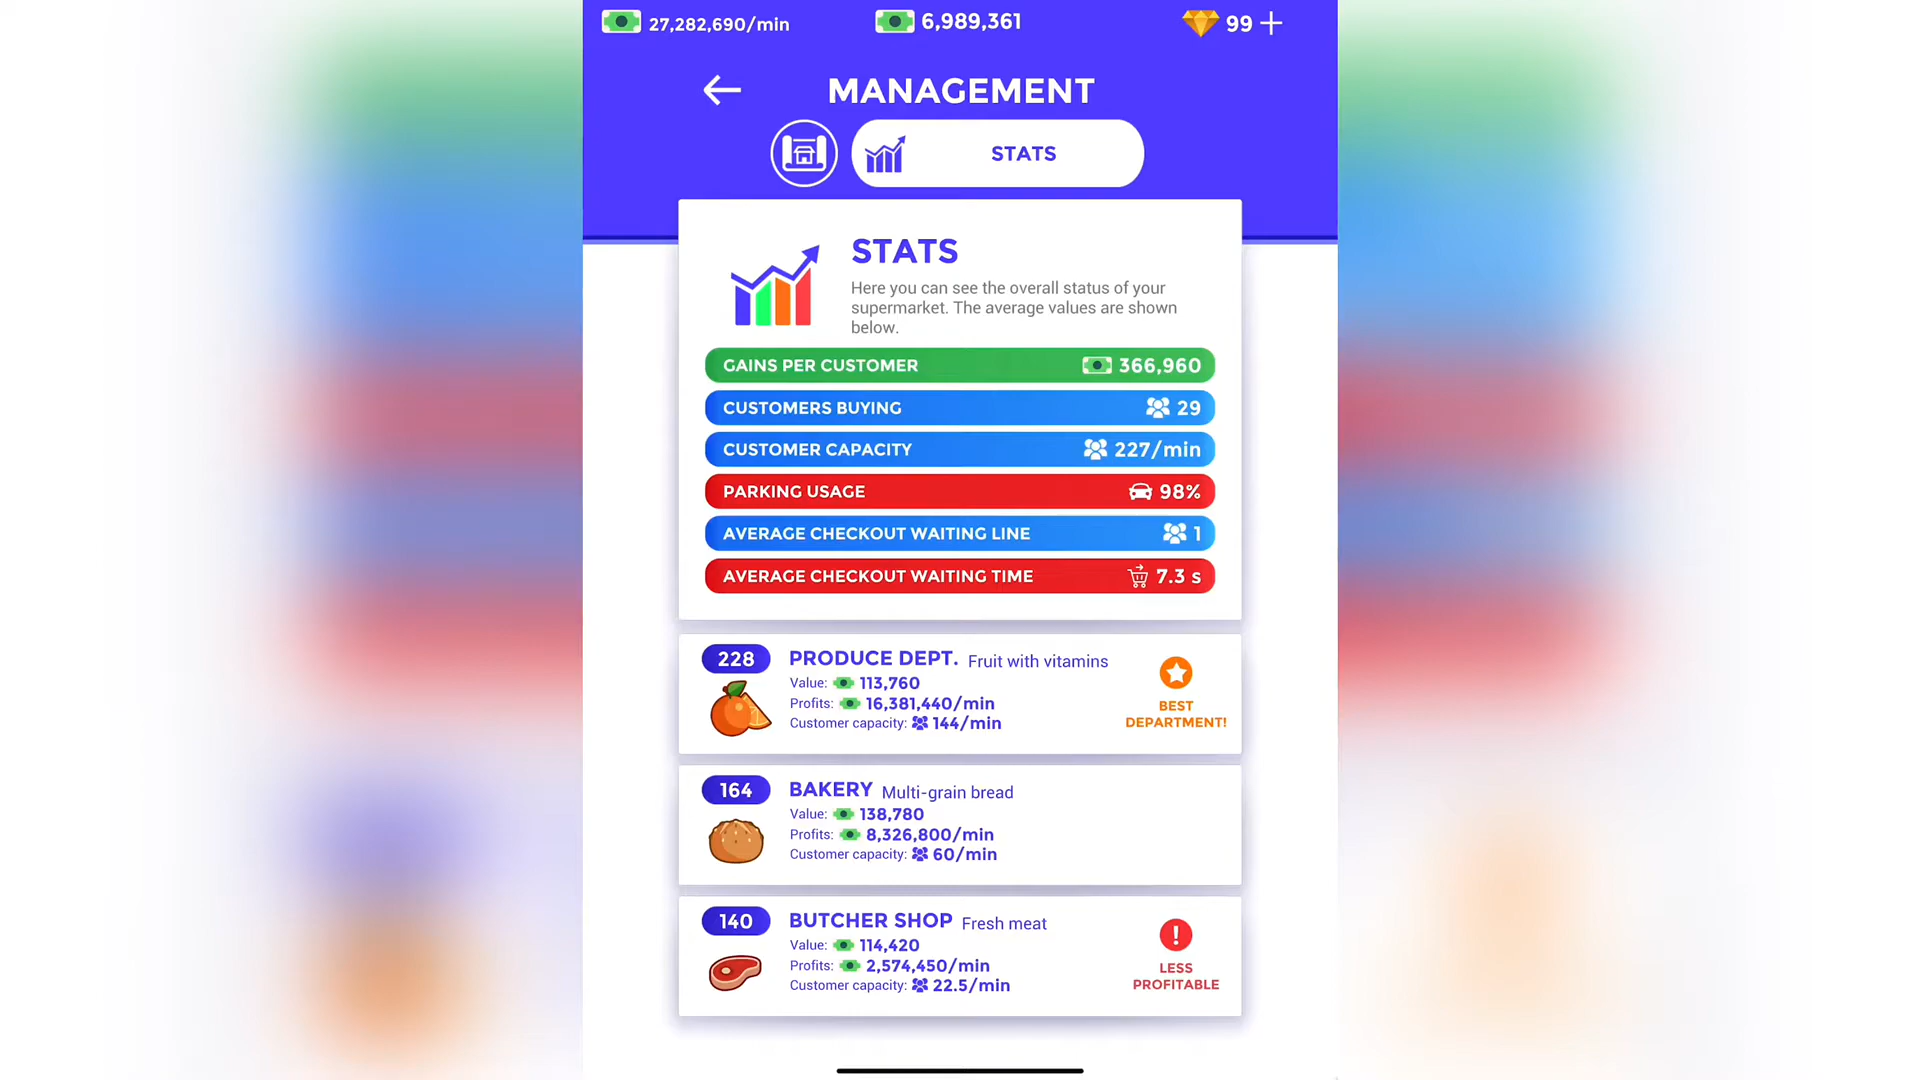 27,282,690/min
6,989,361
99
MANAGEMENT
STATS
STATS
Here you can see the overall status of your
supermarket. The average values are shown
below.
GAINS PER CUSTOMER 366,960
CUSTOMERS BUYING 29
CUSTOMER CAPACITY 227/min
PARKING USAGE 98%
AVERAGE CHECKOUT WAITING LINE 1
AVERAGE CHECKOUT WAITING TIME 7.3 s
228 PRODUCE DEPT. Fruit with vitamins
Value: 113,760
Profits: 16,381,440/min
Customer capacity: 144/min
BEST
DEPARTMENT!
164 BAKERY Multi-grain bread
Value: 138,780
Profits: 8,326,800/min
Customer capacity: 60/min
140 BUTCHER SHOP Fresh meat
Value: 114,420
Profits: 2,574,450/min
Customer capacity: 22.5/min
LESS
PROFITABLE